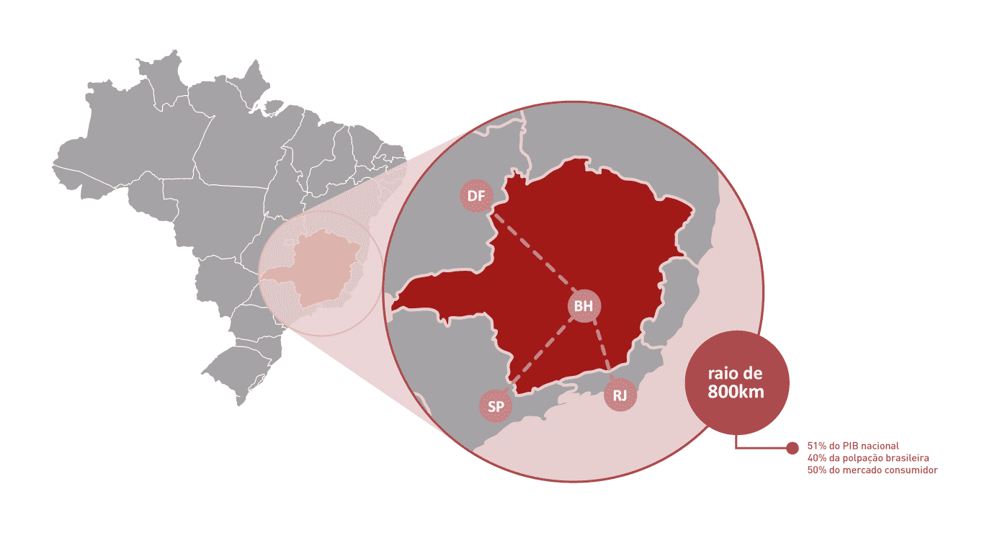 DF
BH
SP
RJ
raio de
800km
51% do PIB nacional
40% da polpação brasileira
50% do mercado consumidor